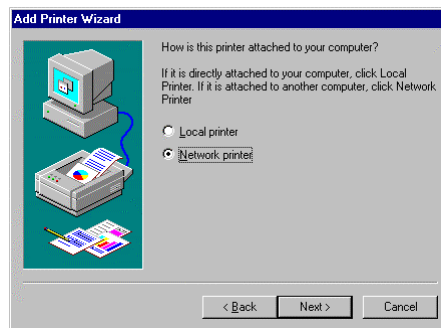 Add Printer Wizard
How is this printer attached to your computer?
If it is directly attached to your computer, click Local
Printer. If it is attached to another computer, click Network
Printer
Local printer
Network printer
< Back
Next >
Cancel